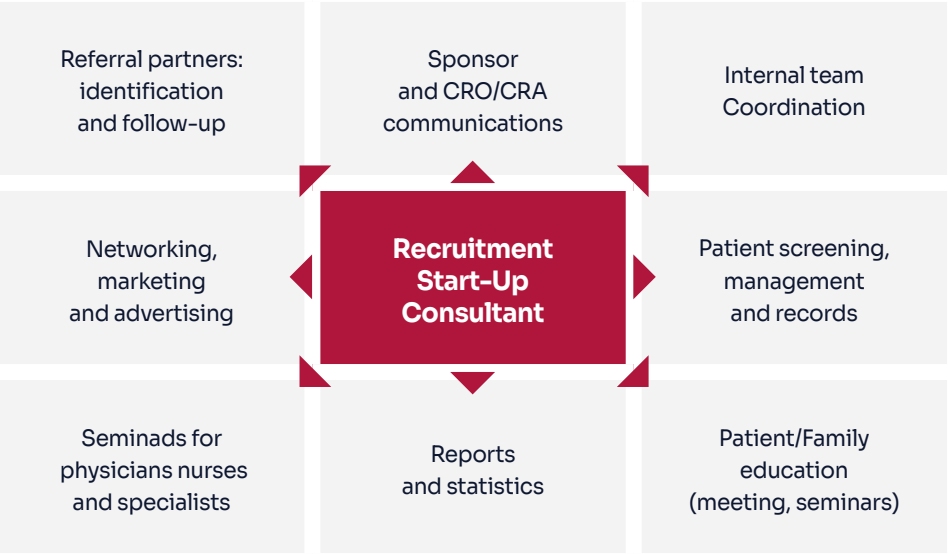 Referral partners:
identification
and follow-up
Sponsor
and CRO/CRA
communications
Internal team
Coordination
Networking,
marketing
and advertising
Recruitment
Start-Up
Consultant
Patient screening,
management
and records
Seminads for
physicians nurses
and specialists
Reports
and statistics
Patient/Family
education
(meeting, seminars)